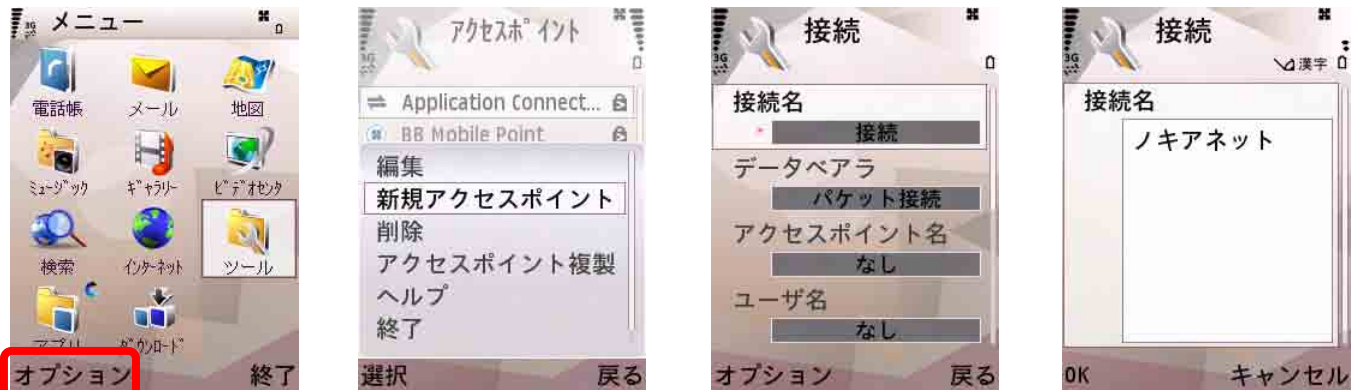 3G
メニュー
電話帳
メール
地図
ミュージック
ギャラリー
ビデオセンタ
検索
インターネット
ツール
アプリ
ダウンロード
オプション
終了
3G
アクセスポイント
Application Connect...
BB Mobile Point
編集
新規アクセスポイント
削除
アクセスポイント複製
ヘルプ
終了
選択
戻る
3G
接続
接続名
接続
データベアラ
パケット接続
アクセスポイント名
なし
ユーザ名
なし
オプション
戻る
3G
接続
漢字
接続名
ノキアネット
OK
キャンセル